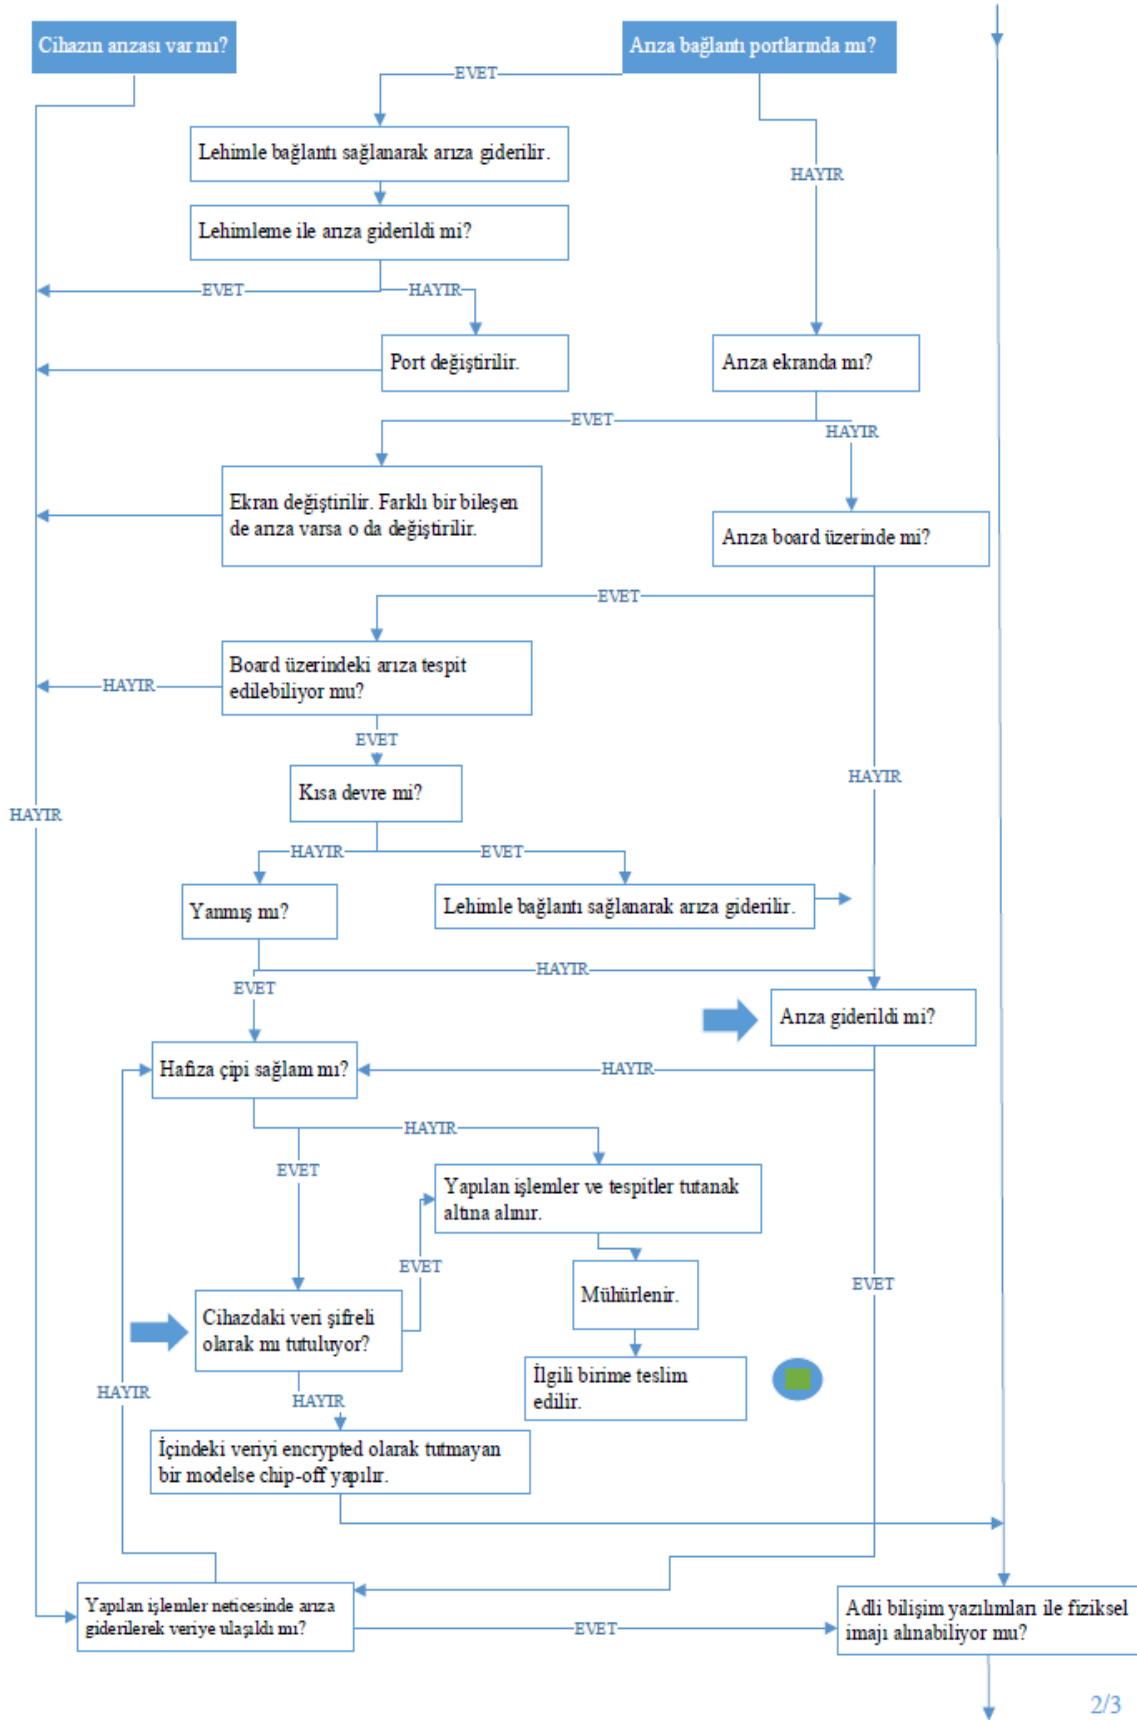 Cihazın arızası var mı?
Arıza bağlantı portlarında mı?
EVET
Lehimle bağlantı sağlanarak arıza giderilir.
HAYIR
Lehimleme ile arıza giderildi mi?
EVET
HAYIR
Port değiştirilir.
Arıza ekranda mı?
EVET
HAYIR
Ekran değiştirilir. Farklı bir bileşen
de arıza varsa o da değiştirilir.
Arıza board üzerinde mi?
EVET
Board üzerindeki arıza tespit
edilebiliyor mu?
HAYIR
EVET
HAYIR
Kısa devre mi?
HAYIR
HAYIR
EVET
Yanmış mı?
Lehimle bağlantı sağlanarak arıza giderilir.
HAYIR
EVET
Arıza giderildi mi?
Hafıza çipi sağlam mı?
HAYIR
HAYIR
EVET
Yapılan işlemler ve tespitler tutanak
altına alınır.
EVET
EVET
Mühürlenir.
Cihazdaki veri şifreli
olarak mı tutuluyor?
İlgili birime teslim
edilir.
HAYIR
HAYIR
İçindeki veriyi encrypted olarak tutmayan
bir modelse chip-off yapılır.
Yapılan işlemler neticesinde arıza
giderilerek veriye ulaşıldı mı?
EVET
Adli bilişim yazılımları ile fiziksel
imajı alınabiliyor mu?
2/3